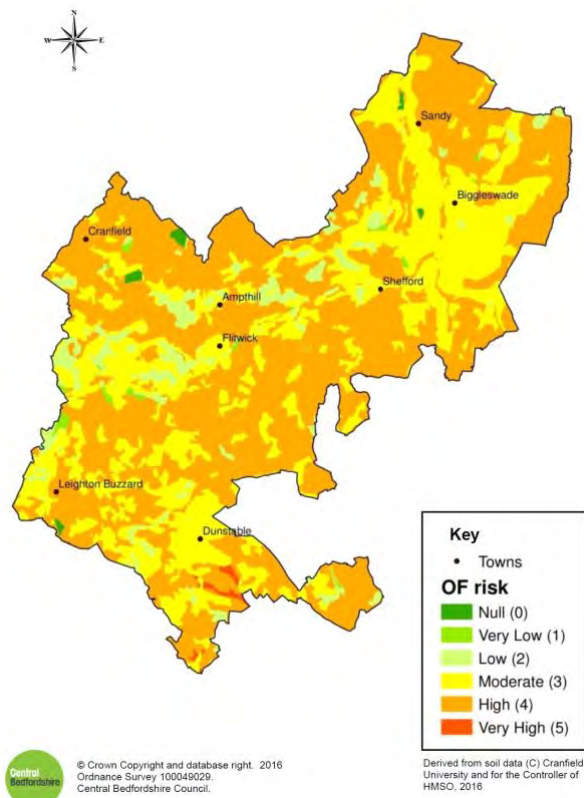 N
W E
S
Sandy
Biggleswade
Cranfield
Shefford
Ampthill
Flitwick
Leighton Buzzard
Dunstable
Key
Towns
OF risk
Null (0)
Very Low (1)
Low (2)
Moderate (3)
High (4)
Very High (5)
Central
Bedfordshire
© Crown Copyright and database right. 2016
Ordnance Survey 100049029.
Central Bedfordshire Council.
Derived from soil data (C) Cranfield
University and for the Controller of
HMSO, 2016